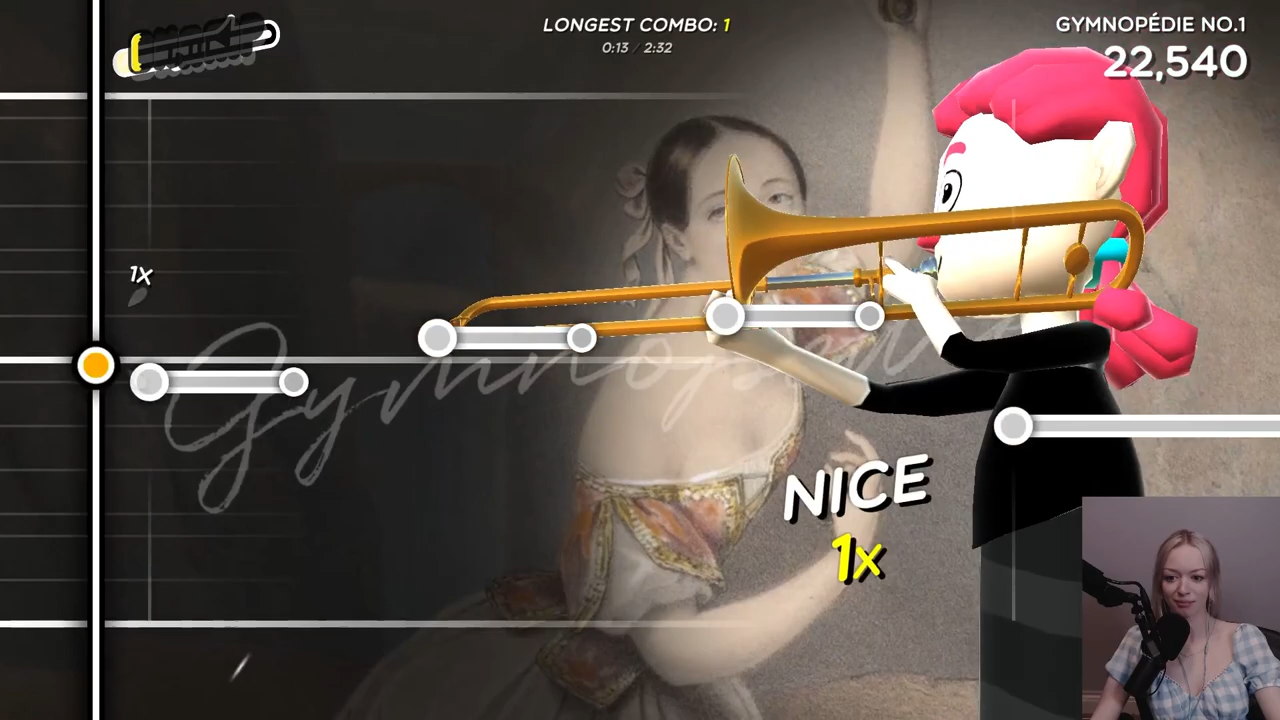 LONGEST COMBO: 1
0:13 / 2:32
GYMNOPÉDIE NO.1
22,540
1X
NICE
1x